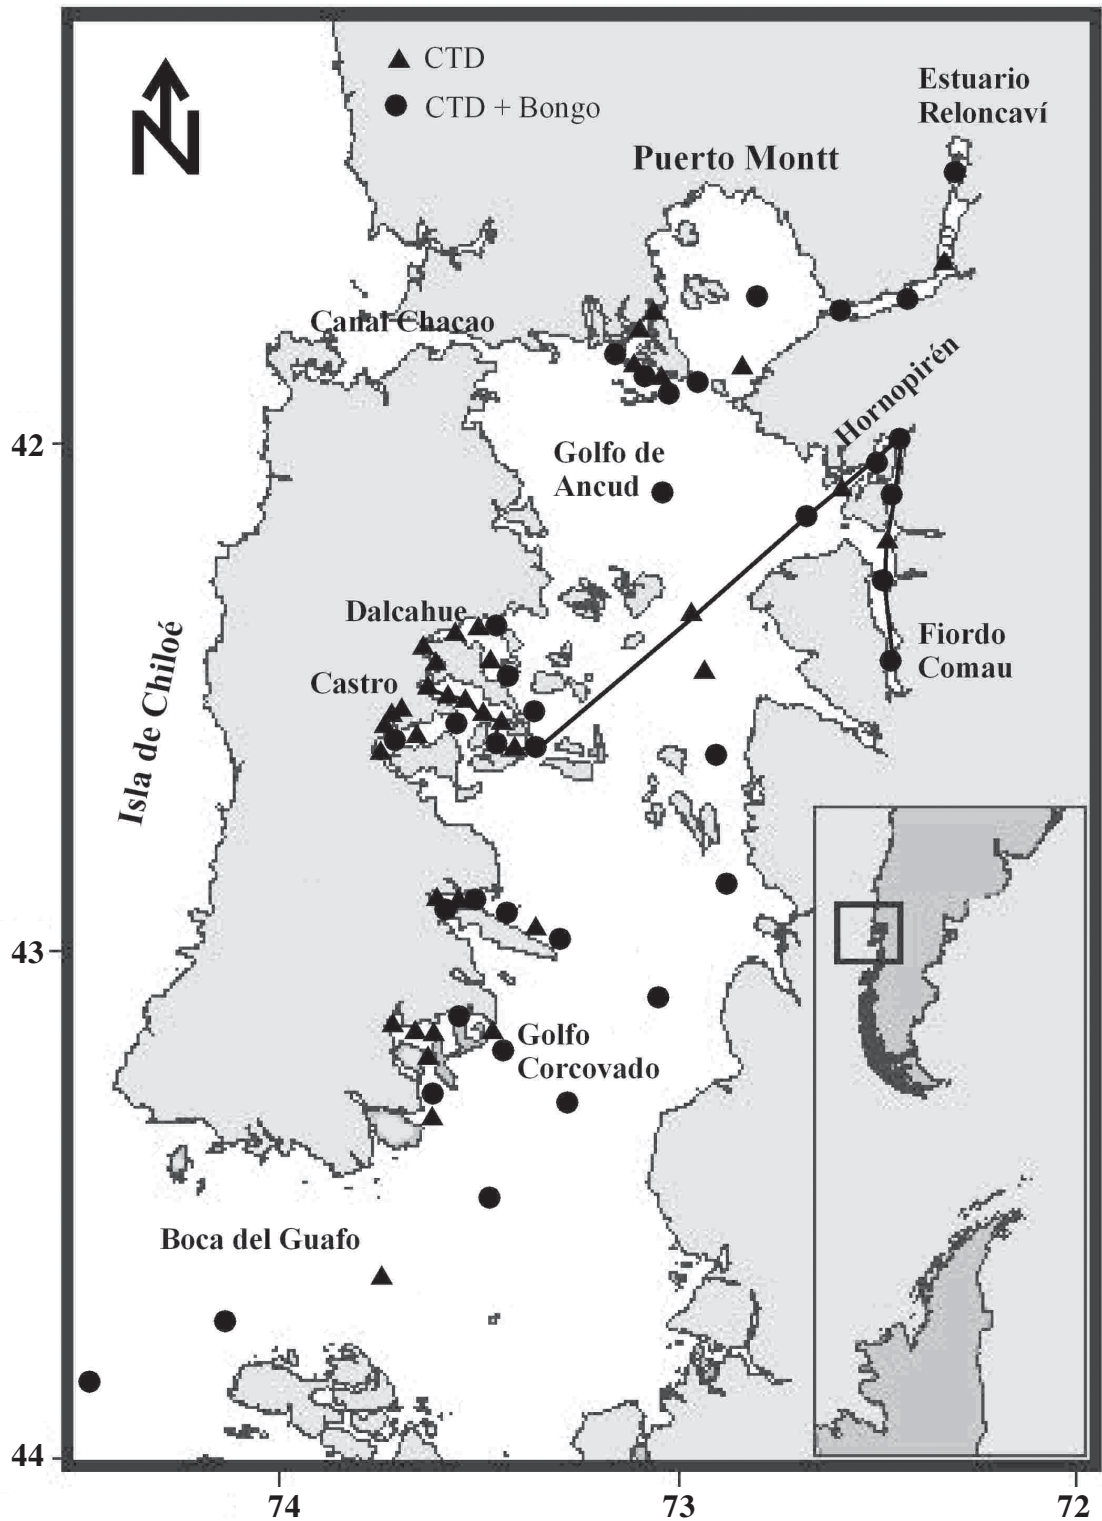 CTD
CTD + Bongo
Estuario
Reloncaví
Puerto Montt
N
Canal Chacao
Hornopirén
42
Golfo de
Ancud
Dalcahue
Castro
Isla de Chiloé
Fiordo
Comau
43
Golfo
Corcovado
Boca del Guafo
44
74
73
72